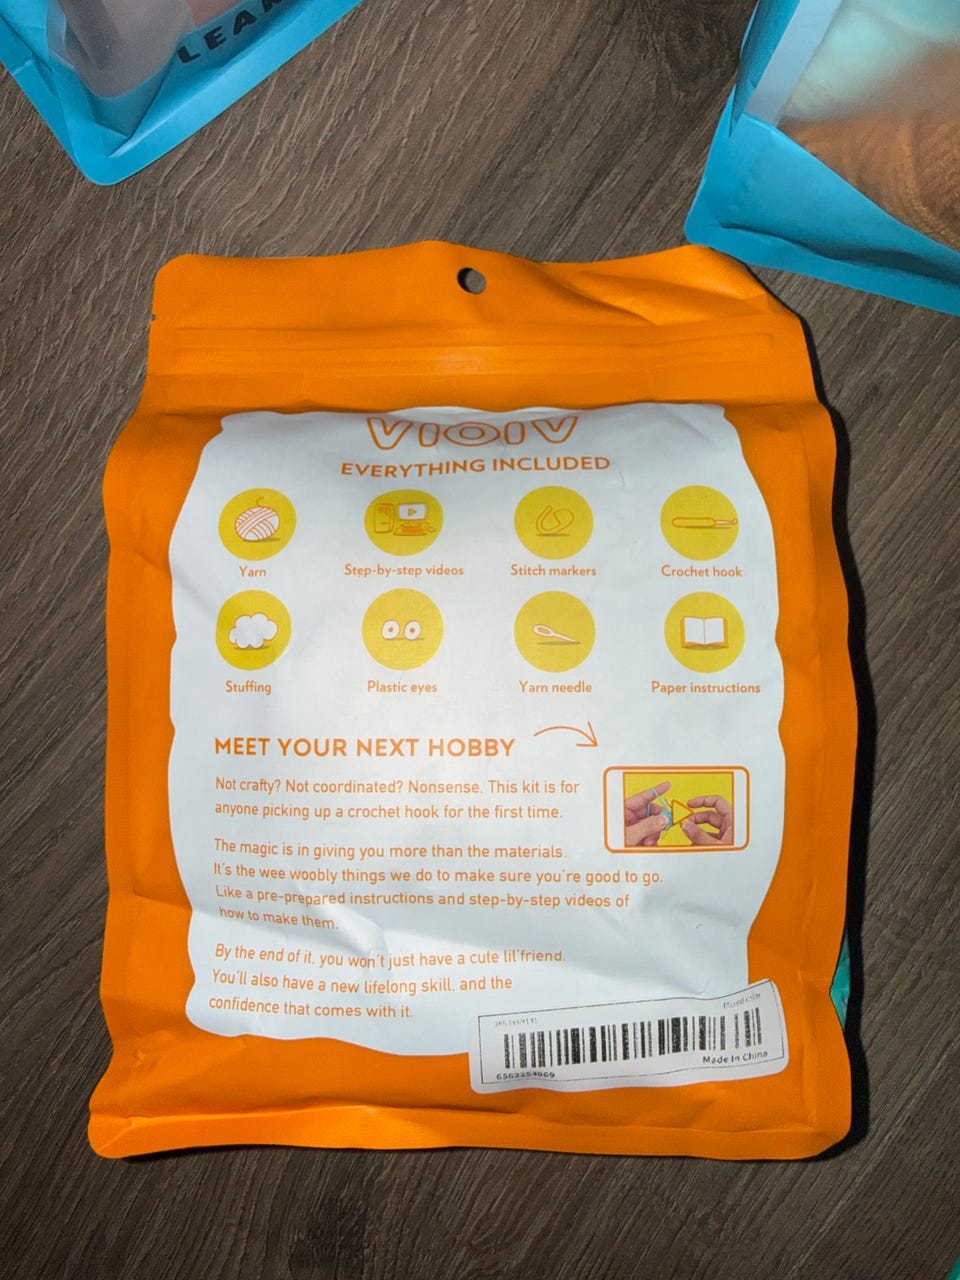 LEAR
VIOIV
EVERYTHING INCLUDED
Yarn
Step-by-step videos
Stitch markers
Crochet hook
Stuffing
Plastic eyes
Yarn needle
Paper instructions
MEET YOUR NEXT HOBBY
Not crafty? Not coordinated? Nonsense. This kit is for
anyone picking up a crochet hook for the first time.
The magic is in giving you more than the materials.
It's the wee woobly things we do to make sure you're good to go.
Like a pre-prepared instructions and step-by-step videos of
how to make them.
By the end of it, you won't just have a cute lil'friend.
You'll also have a new lifelong skill, and the
confidence that comes with it.
Mixed color
6562254669
Made In China